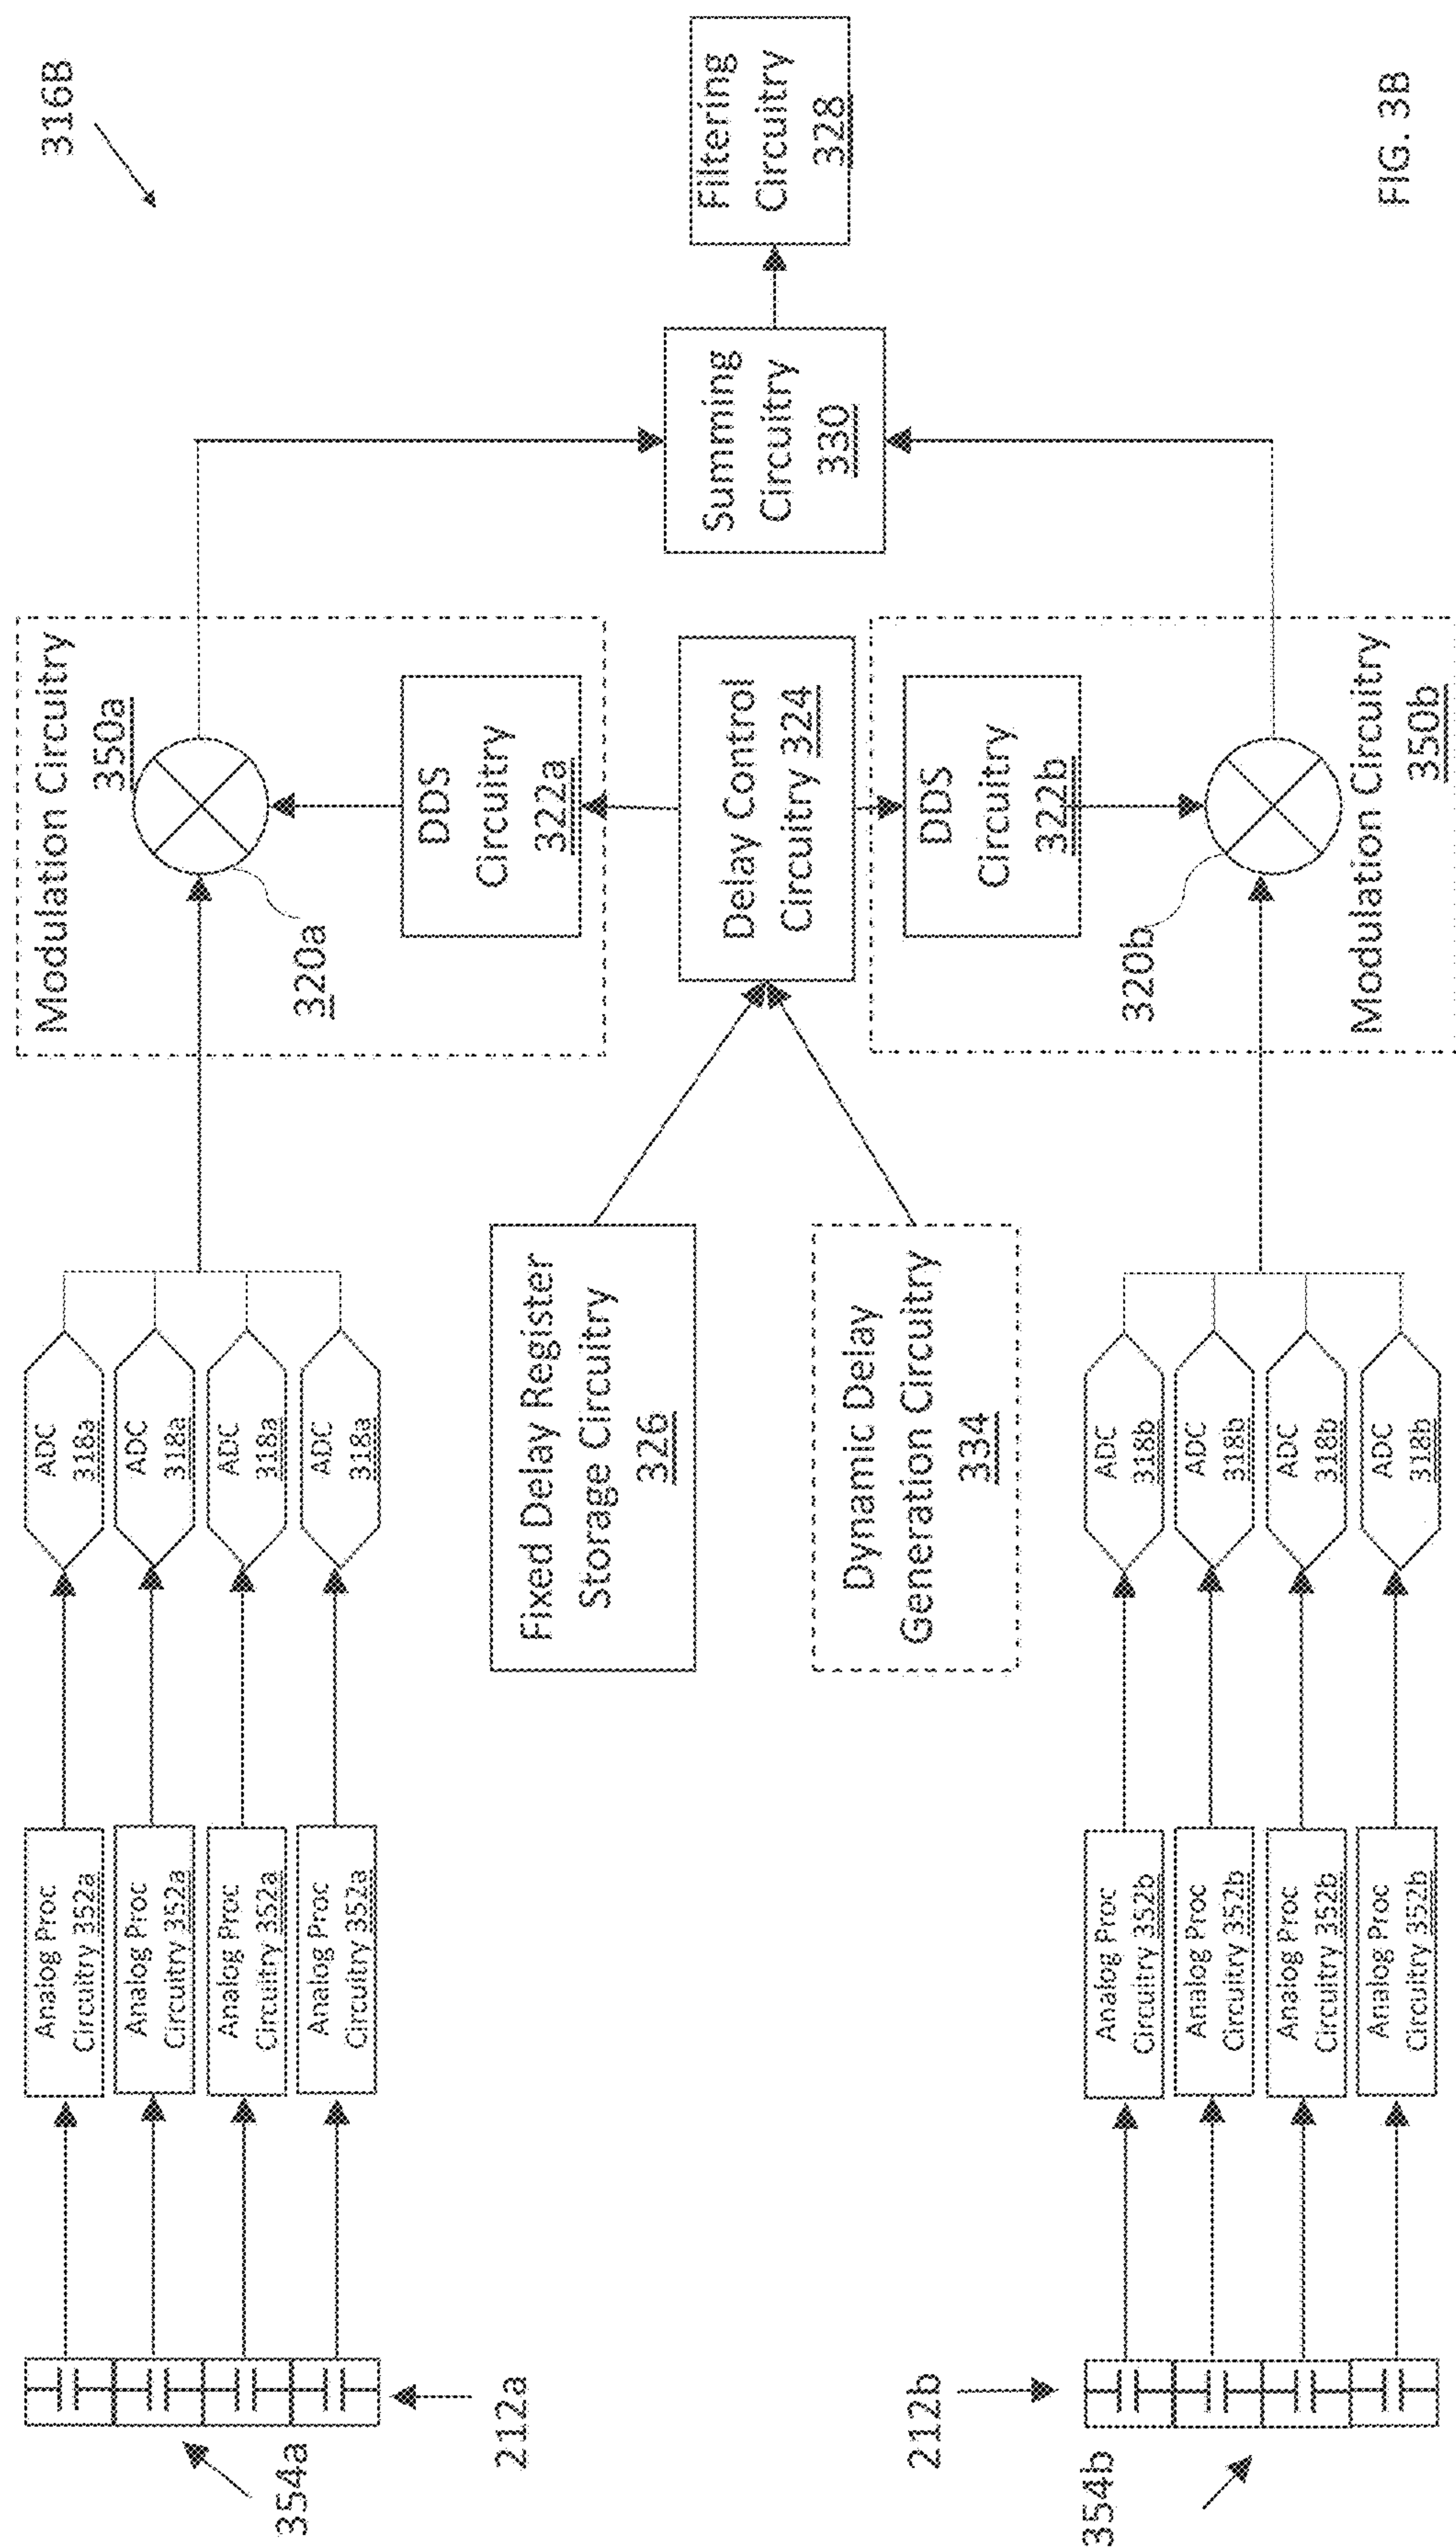 316B
354a
212a
Analog Proc
Circuitry 352a
Analog Proc
Circuitry 352a
Analog Proc
Circuitry 352a
Analog Proc
Circuitry 352a
ADC
318a
ADC
318a
ADC
318a
ADC
318a
Modulation Circuitry
350a
320a
DDS
Circuitry
322a
Fixed Delay Register
Storage Circuitry
326
Dynamic Delay
Generation Circuitry
334
Delay Control
Circuitry 324
Summing
Circuitry
330
Filtering
Circuitry
328
354b
212b
Analog Proc
Circuitry 352b
Analog Proc
Circuitry 352b
Analog Proc
Circuitry 352b
Analog Proc
Circuitry 352b
ADC
318b
ADC
318b
ADC
318b
ADC
318b
DDS
Circuitry
322b
320b
Modulation Circuitry
350b
FIG. 3B